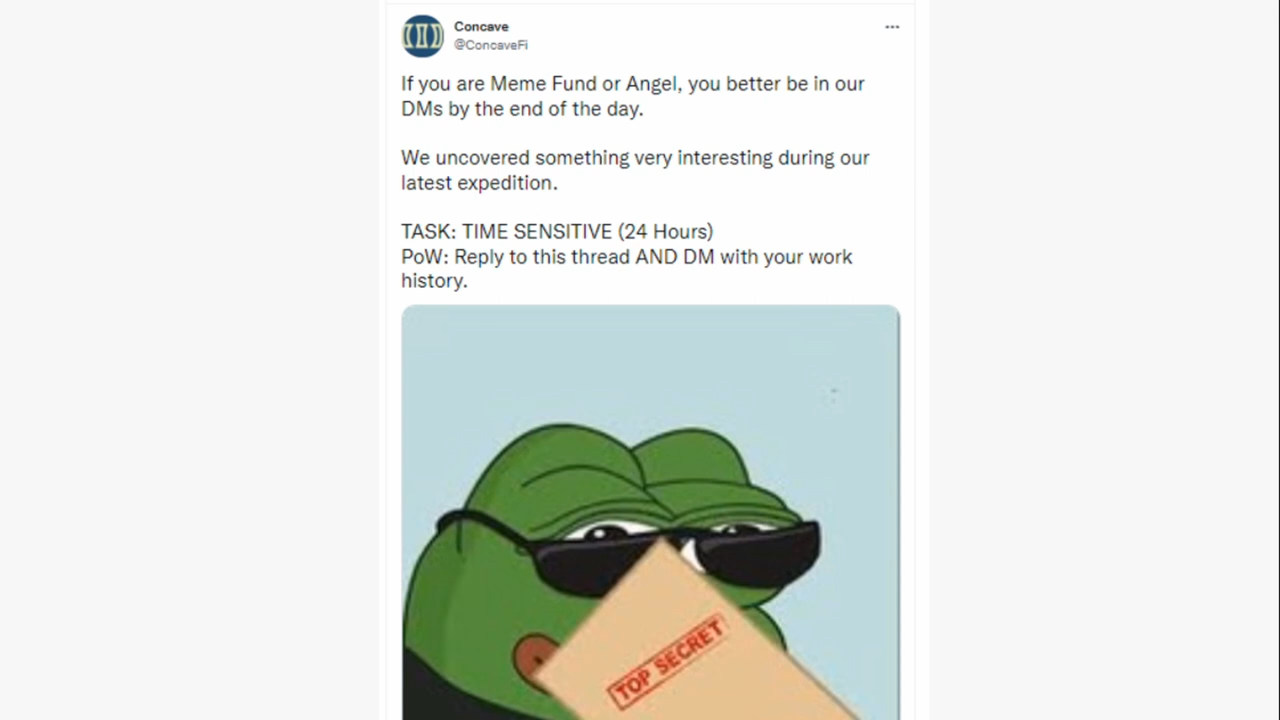 Concave
@ConcaveFi
If you are Meme Fund or Angel, you better be in our
DMs by the end of the day.
We uncovered something very interesting during our
latest expedition.
TASK: TIME SENSITIVE (24 Hours)
PoW: Reply to this thread AND DM with your work
history.
TOP SECRET